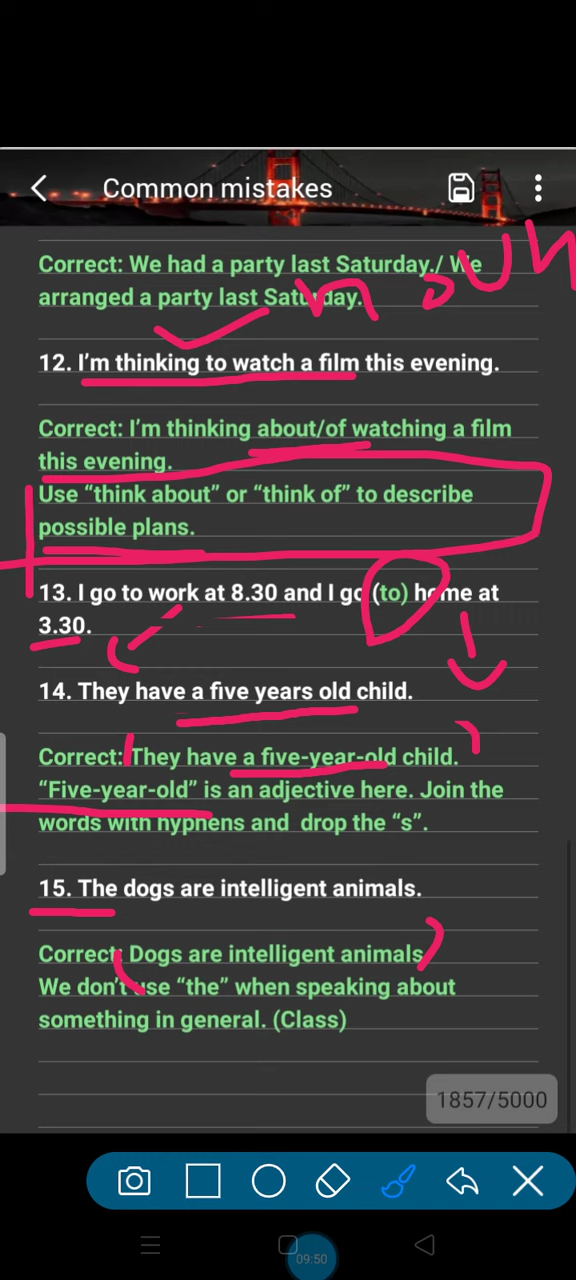 Common mistakes
Correct: We had a party last Saturday./ We
arranged a party last Saturday.
12. I'm thinking to watch a film this evening.
Correct: I'm thinking about/of watching a film
this evening.
Use “think about” or “think of” to describe
possible plans.
13. I go to work at 8.30 and I go (to) home at
3.30.
14. They have a five years old child.
Correct: They have a five-year-old child.
“Five-year-old” is an adjective here. Join the
words with hyphens and drop the “s”.
15. The dogs are intelligent animals.
Correct: Dogs are intelligent animals
We don't use “the” when speaking about
something in general. (Class)
1857/5000
09:50